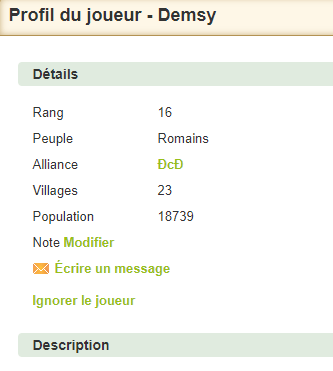 Profil du joueur - Demsy
Détails
Rang 16
Peuple Romains
Alliance ĐcĐ
Villages 23
Population 18739
Note Modifier
Écrire un message
Ignorer le joueur
Description